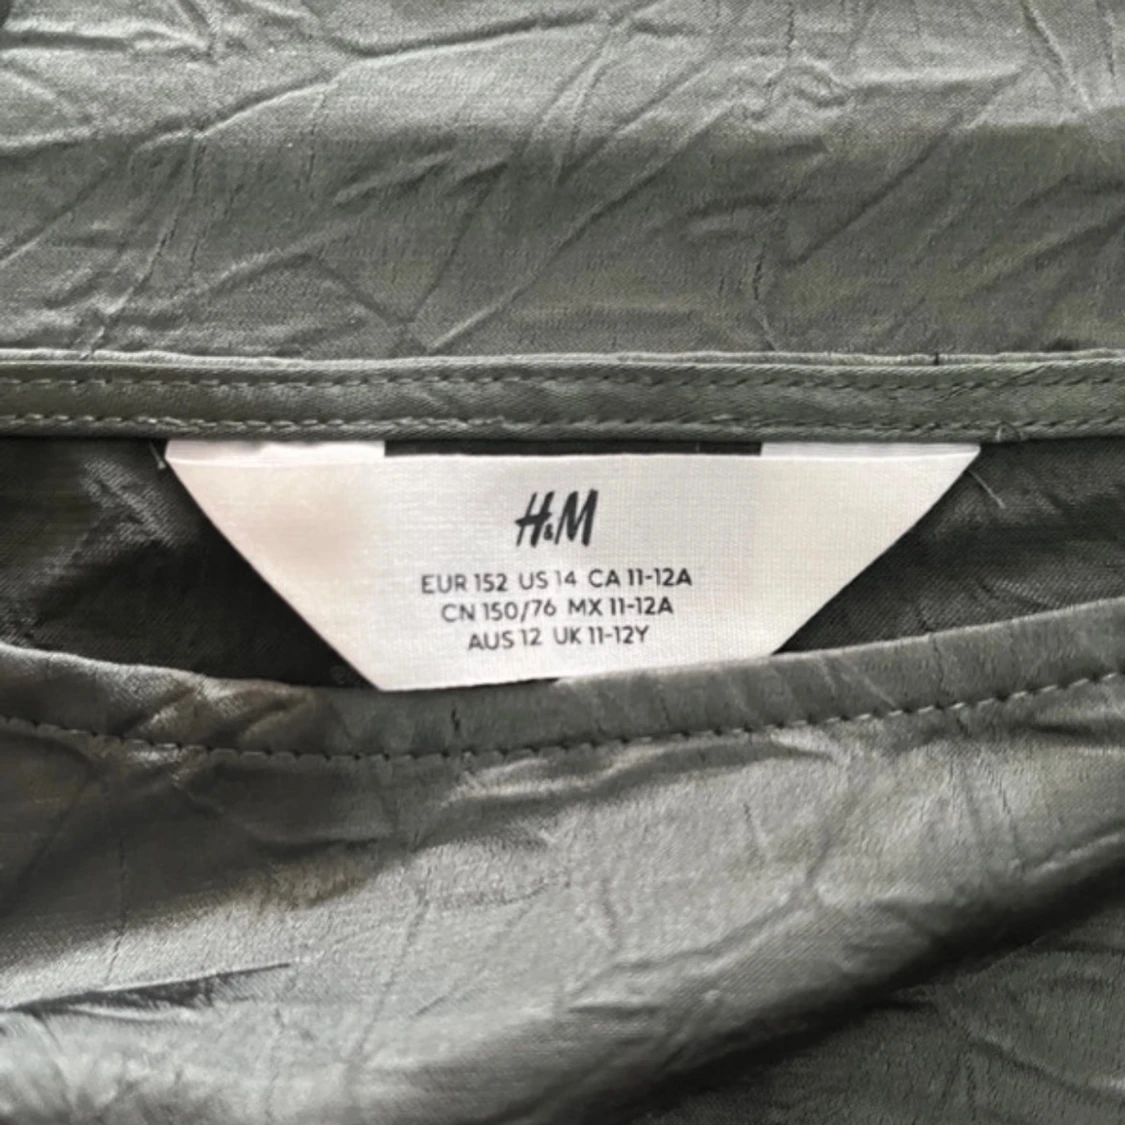 H&M
EUR 152 US 14 CA 11-12A
CN 150/76 MX 11-12A
AUS 12 UK 11-12Y